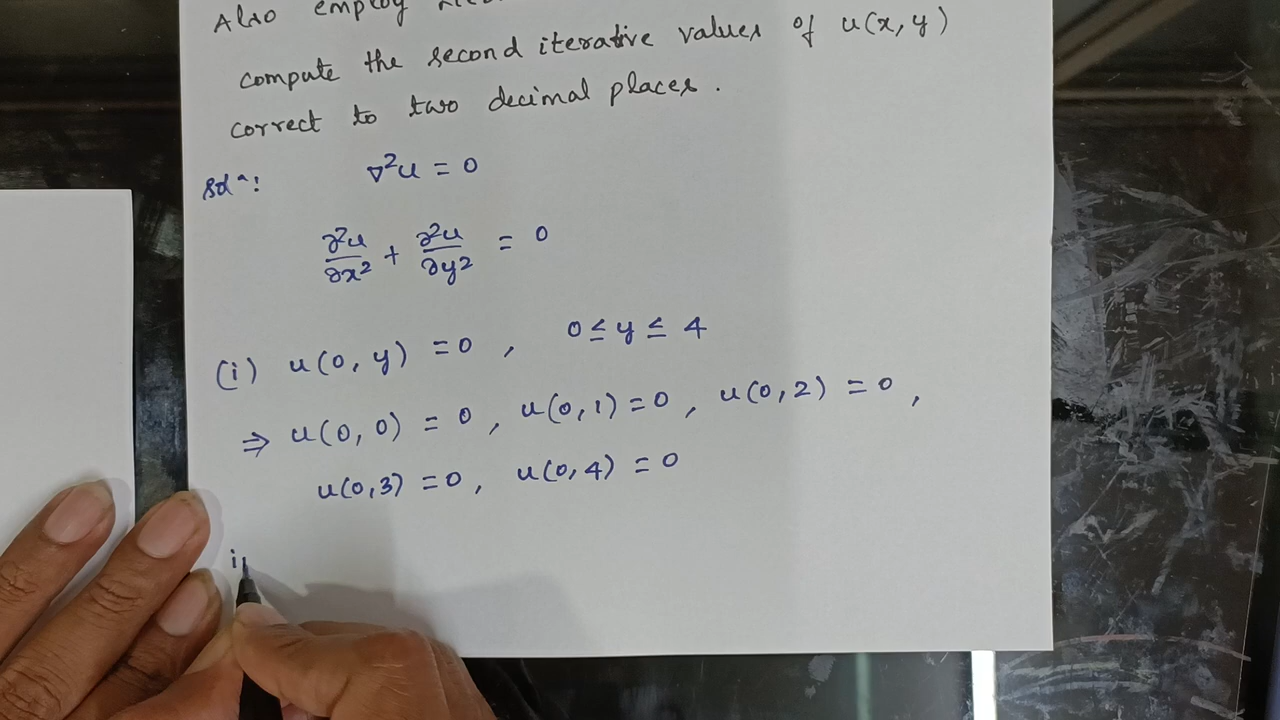 Also employ
compute the second iterative values of u(x,y)
correct to two decimal places.
Solⁿ: ∇²u = 0
∂²u/∂x² + ∂²u/∂y² = 0
(i) u(0,y) = 0, 0 ≤ y ≤ 4
⇒ u(0,0) = 0, u(0,1) = 0, u(0,2) = 0,
u(0,3) = 0, u(0,4) = 0